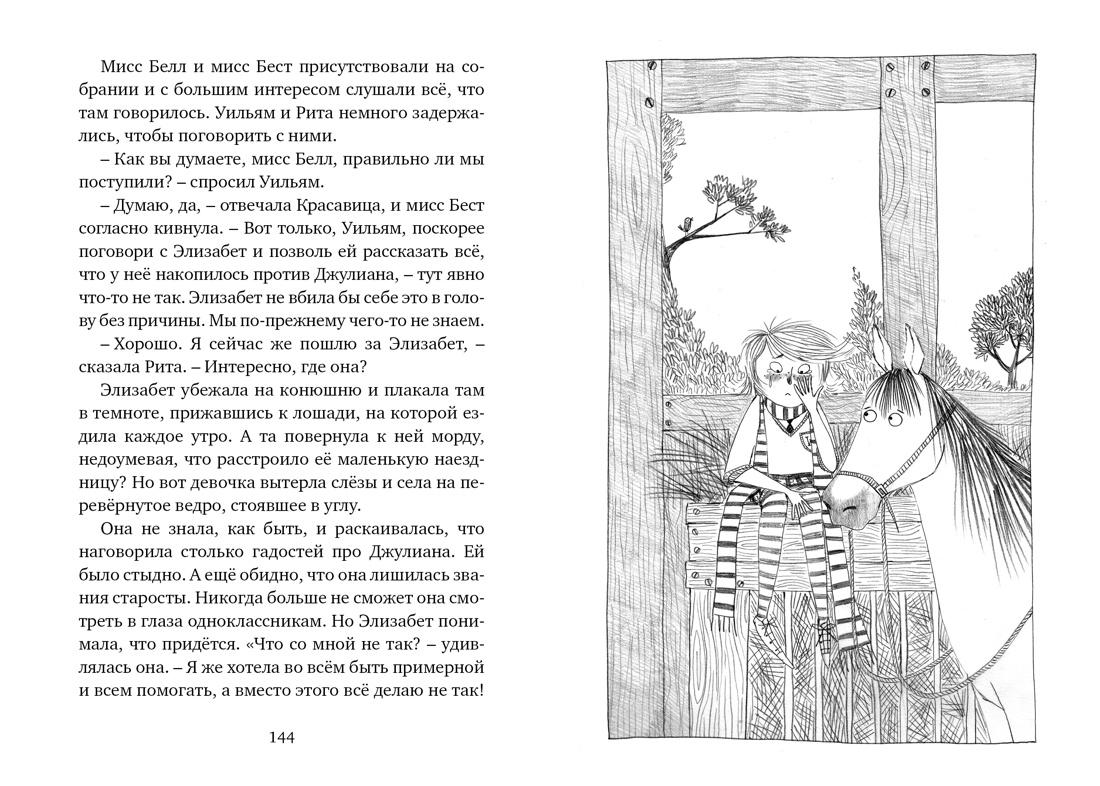 Мисс Белл и мисс Бест присутствовали на со-
брании и с большим интересом слушали всё, что
там говорилось. Уильям и Рита немного задержа-
лись, чтобы поговорить с ними.
– Как вы думаете, мисс Белл, правильно ли мы
поступили? – спросил Уильям.
– Думаю, да, – отвечала Красавица, и мисс Бест
согласно кивнула. – Вот только, Уильям, поскорее
поговори с Элизабет и позволь ей рассказать всё,
что у неё накопилось против Джулиана, – тут явно
что-то не так. Элизабет не вбила бы себе это в голо-
ву без причины. Мы по-прежнему чего-то не знаем.
– Хорошо. Я сейчас же пошлю за Элизабет, –
сказала Рита. – Интересно, где она?
Элизабет убежала на конюшню и плакала там
в темноте, прижавшись к лошади, на которой ез-
дила каждое утро. А та повернула к ней морду,
недоумевая, что расстроило её маленькую наезд-
ницу? Но вот девочка вытерла слёзы и села на пе-
ревёрнутое ведро, стоявшее в углу.
Она не знала, как быть, и раскаивалась, что
наговорила столько гадостей про Джулиана. Ей
было стыдно. А ещё обидно, что она лишилась зва-
ния старосты. Никогда больше не сможет она смо-
треть в глаза одноклассникам. Но Элизабет пони-
мала, что придётся. «Что со мной не так? – удив-
лялась она. – Я же хотела во всём быть примерной
и всем помогать, а вместо этого всё делаю не так!
144